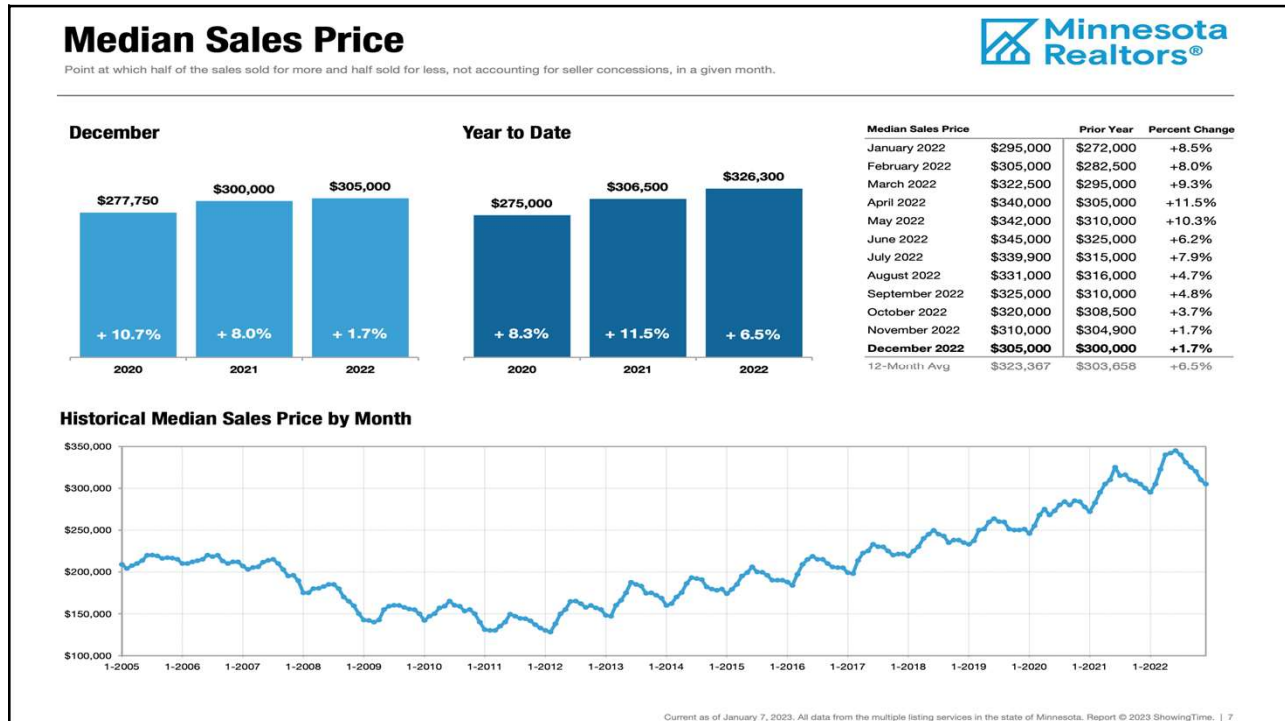 Median Sales Price
Point at which half of the sales sold for more and half sold for less, not accounting for seller concessions, in a given month.
Minnesota
Realtors®
December
$277,750
$300,000
$305,000
+ 10.7%
+ 8.0%
+ 1.7%
2020
2021
2022
Year to Date
$275,000
$306,500
$326,300
+ 8.3%
+ 11.5%
+ 6.5%
2020
2021
2022
Median Sales Price Prior Year Percent Change
January 2022 $295,000 $272,000 +8.5%
February 2022 $305,000 $282,500 +8.0%
March 2022 $322,500 $295,000 +9.3%
April 2022 $340,000 $305,000 +11.5%
May 2022 $342,000 $310,000 +10.3%
June 2022 $345,000 $325,000 +6.2%
July 2022 $339,900 $315,000 +7.9%
August 2022 $331,000 $316,000 +4.7%
September 2022 $325,000 $310,000 +4.8%
October 2022 $320,000 $308,500 +3.7%
November 2022 $310,000 $304,900 +1.7%
December 2022 $305,000 $300,000 +1.7%
12-Month Avg $323,367 $303,658 +6.5%
Historical Median Sales Price by Month
$350,000
$300,000
$250,000
$200,000
$150,000
$100,000
1-2005 1-2006 1-2007 1-2008 1-2009 1-2010 1-2011 1-2012 1-2013 1-2014 1-2015 1-2016 1-2017 1-2018 1-2019 1-2020 1-2021 1-2022
Current as of January 7, 2023. All data from the multiple listing services in the state of Minnesota. Report © 2023 ShowingTime. | 7